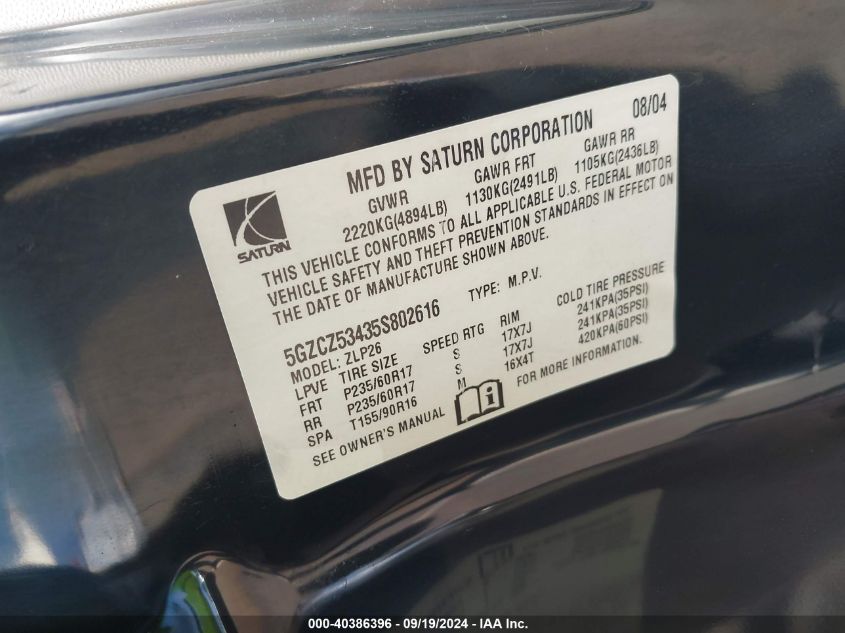 08/04
MFD BY SATURN CORPORATION
GVWR GAWR FRT GAWR RR
2220KG(4894LB) 1130KG(2491LB) 1105KG(2436LB)
SATURN
THIS VEHICLE CONFORMS TO ALL APPLICABLE U.S. FEDERAL MOTOR
VEHICLE SAFETY AND THEFT PREVENTION STANDARDS IN EFFECT ON
THE DATE OF MANUFACTURE SHOWN ABOVE.
5GZCZ53435S802616 TYPE: M.P.V.
MODEL: ZLP26
LPVE TIRE SIZE SPEED RTG RIM COLD TIRE PRESSURE
FRT P235/60R17 S 17X7J 241KPA(35PSI)
RR P235/60R17 S 17X7J 241KPA(35PSI)
SPA T155/90R16 M 16X4T 420KPA(60PSI)
SEE OWNER'S MANUAL i FOR MORE INFORMATION.
000-40386396 - 09/19/2024 - IAA Inc.